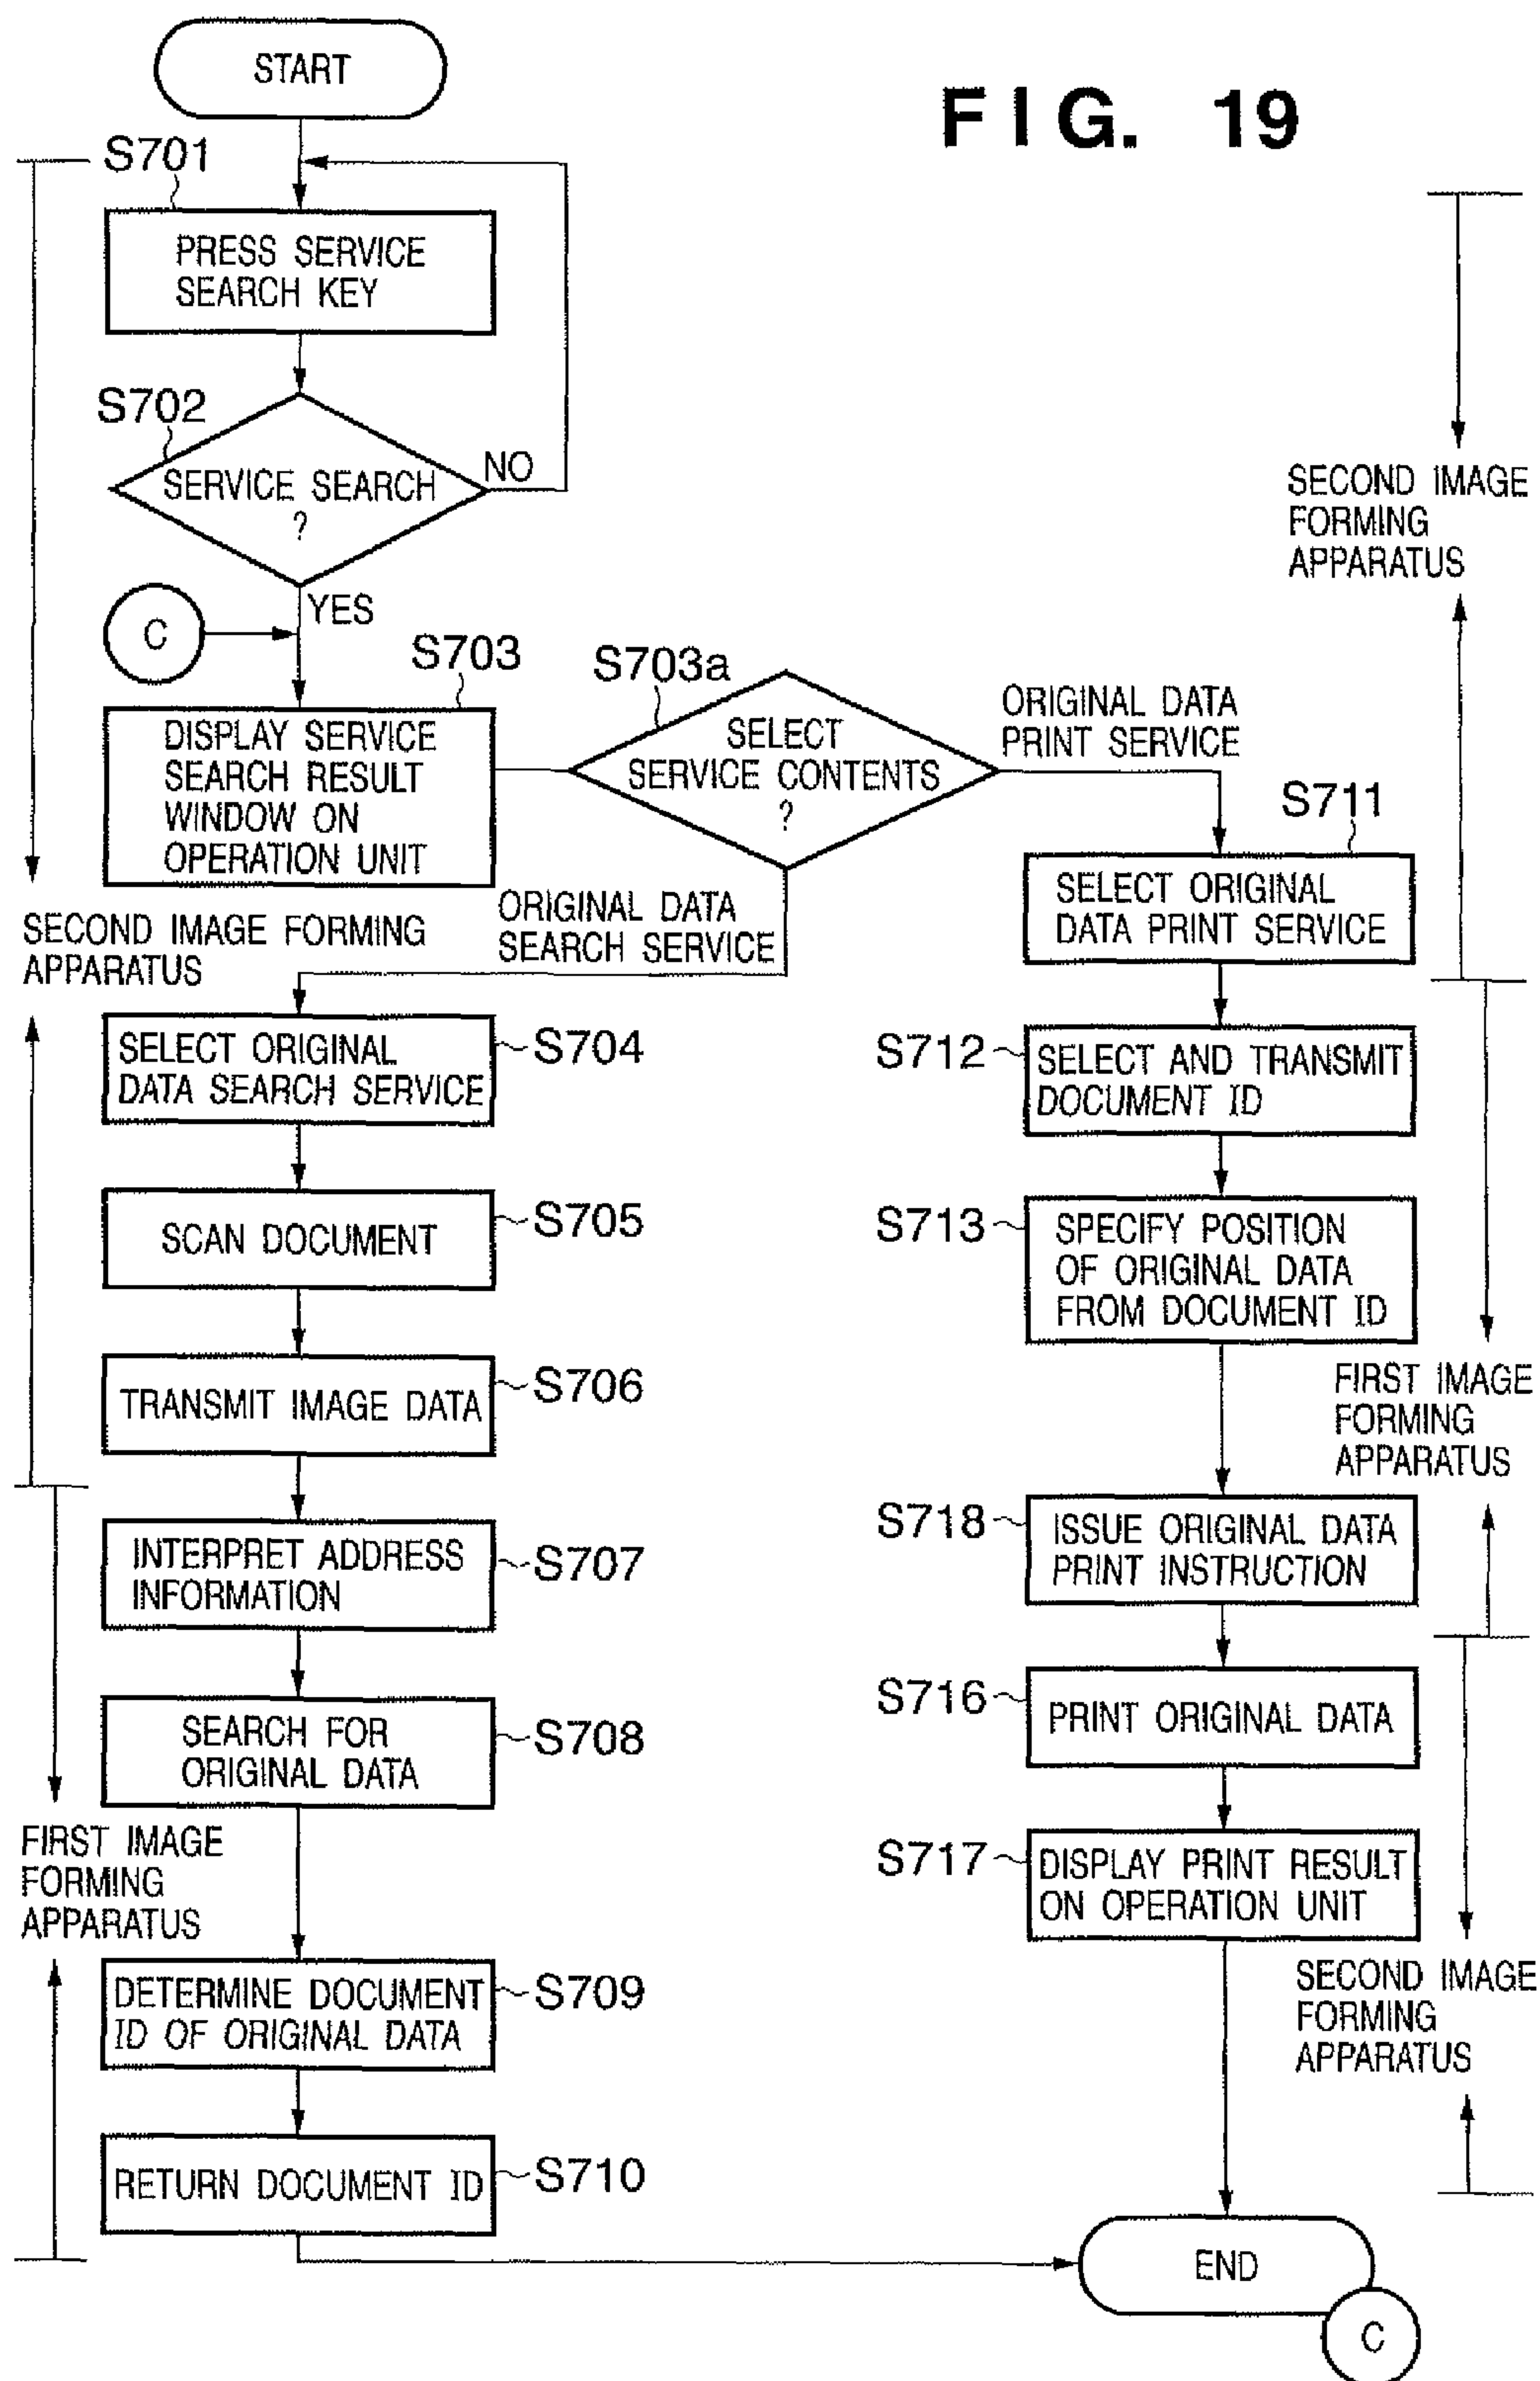 START
FIG. 19
S701
PRESS SERVICE
SEARCH KEY
S702
SERVICE SEARCH
?
NO
YES
C
S703
DISPLAY SERVICE
SEARCH RESULT
WINDOW ON
OPERATION UNIT
S703a
SELECT
SERVICE CONTENTS
?
ORIGINAL DATA
PRINT SERVICE
ORIGINAL DATA
SEARCH SERVICE
SECOND IMAGE FORMING
APPARATUS
SELECT ORIGINAL
DATA SEARCH SERVICE
S704
SCAN DOCUMENT
S705
TRANSMIT IMAGE DATA
S706
INTERPRET ADDRESS
INFORMATION
S707
SEARCH FOR
ORIGINAL DATA
S708
FIRST IMAGE
FORMING
APPARATUS
DETERMINE DOCUMENT
ID OF ORIGINAL DATA
S709
RETURN DOCUMENT ID
S710
SECOND IMAGE
FORMING
APPARATUS
S711
SELECT ORIGINAL
DATA PRINT SERVICE
S712
SELECT AND TRANSMIT
DOCUMENT ID
S713
SPECIFY POSITION
OF ORIGINAL DATA
FROM DOCUMENT ID
FIRST IMAGE
FORMING
APPARATUS
S718
ISSUE ORIGINAL DATA
PRINT INSTRUCTION
S716
PRINT ORIGINAL DATA
S717
DISPLAY PRINT RESULT
ON OPERATION UNIT
SECOND IMAGE
FORMING
APPARATUS
END
C